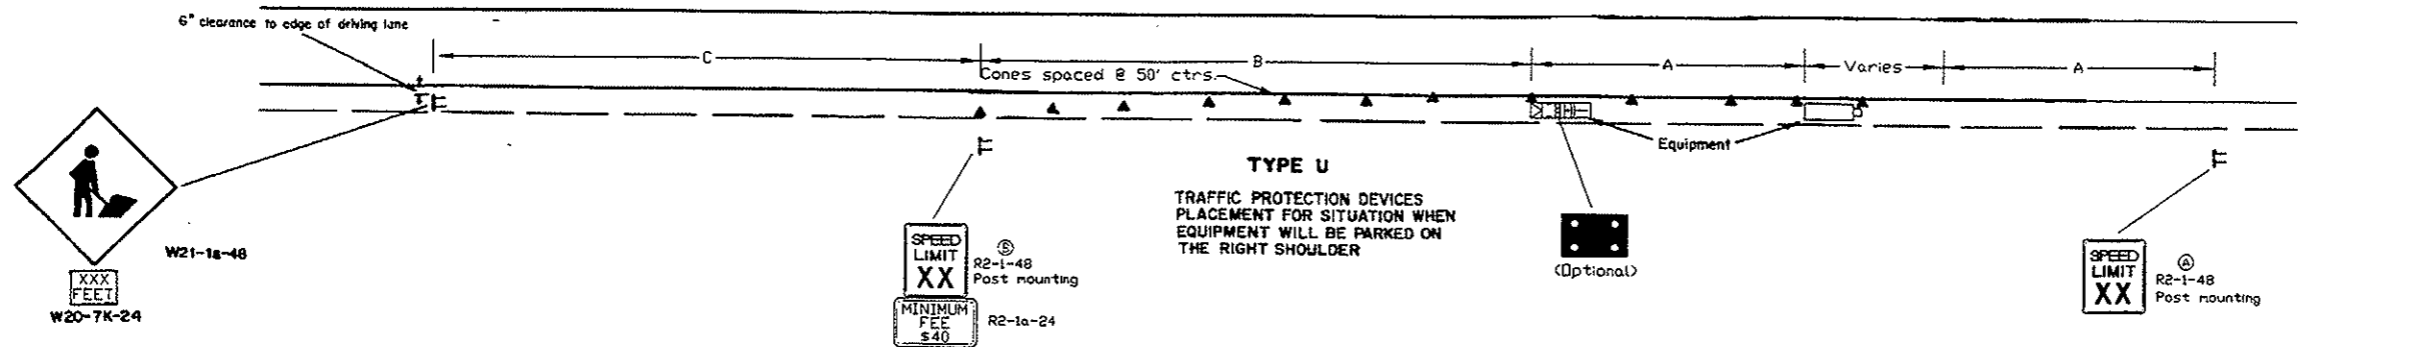 6" clearance to edge of driving lane
C
B
A
Varies
A
Cones spaced @ 50' ctrs.
Equipment
TYPE U
TRAFFIC PROTECTION DEVICES
PLACEMENT FOR SITUATION WHEN
EQUIPMENT WILL BE PARKED ON
THE RIGHT SHOULDER
W21-1a-48
XXX
FEET
W20-7K-24
SPEED
LIMIT
XX
R2-1-48
Post mounting
MINIMUM
FEE
$40
R2-1a-24
(Optional)
SPEED
LIMIT
XX
A
R2-1-48
Post mounting